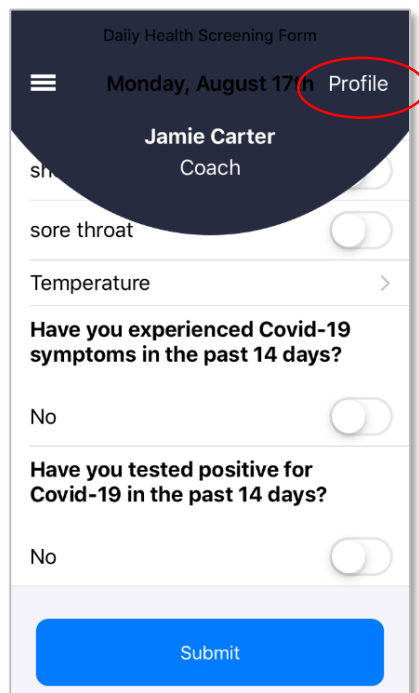 Daily Health Screening Form
Monday, August 17th Profile
Jamie Carter
Coach
sore throat
Temperature
Have you experienced Covid-19
symptoms in the past 14 days?
No
Have you tested positive for
Covid-19 in the past 14 days?
No
Submit